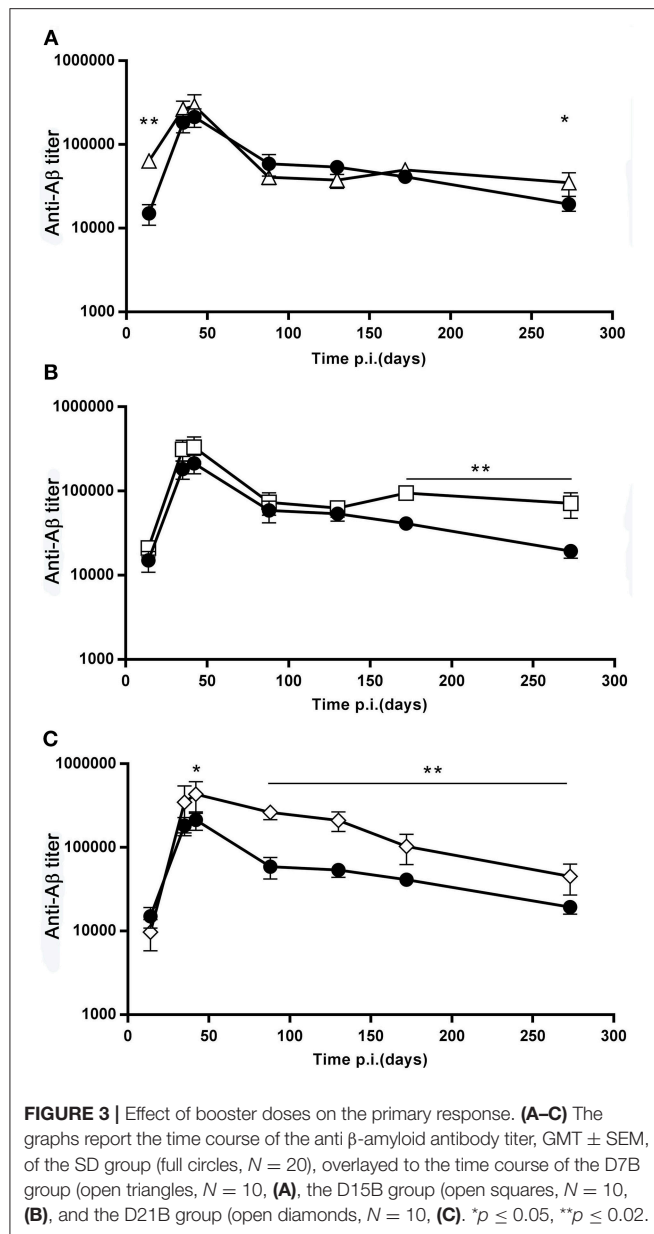 A
**
*
1000000
100000
10000
1000
Anti-Aβ titer
0 50 100 150 200 250 300
Time p.i.(days)
B
**
1000000
100000
10000
1000
Anti-Aβ titer
0 50 100 150 200 250 300
Time p.i.(days)
C
*
**
1000000
100000
10000
1000
Anti-Aβ titer
0 50 100 150 200 250 300
Time p.i.(days)
FIGURE 3 | Effect of booster doses on the primary response. (A–C) The
graphs report the time course of the anti β-amyloid antibody titer, GMT ± SEM,
of the SD group (full circles, N = 20), overlayed to the time course of the D7B
group (open triangles, N = 10, (A), the D15B group (open squares, N = 10,
(B), and the D21B group (open diamonds, N = 10, (C). *p ≤ 0.05, **p ≤ 0.02.